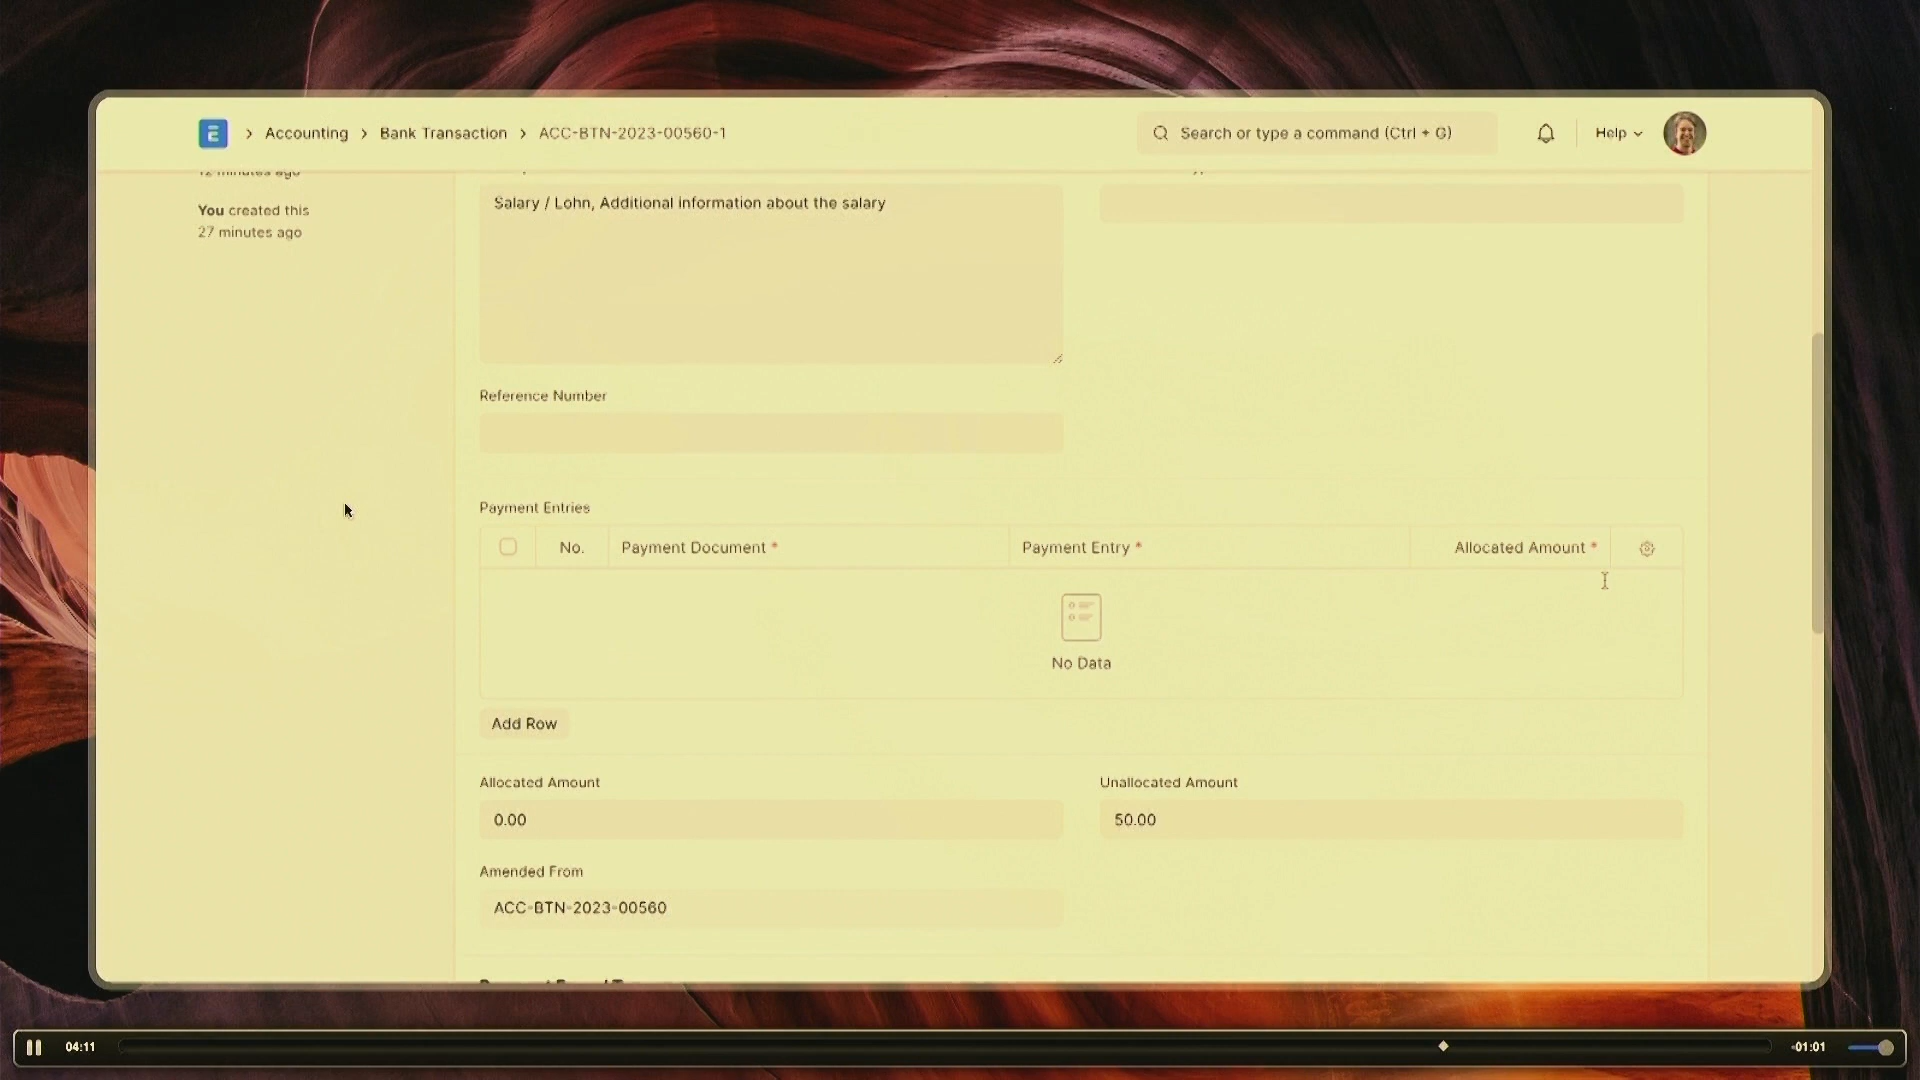 Accounting > Bank Transaction > ACC-BTN-2023-00560-1
Search or type a command (Ctrl + G)
Help
12 minutes ago
You created this
27 minutes ago
Salary / Lohn, Additional information about the salary
Reference Number
Payment Entries
No. Payment Document * Payment Entry * Allocated Amount *
No Data
Add Row
Allocated Amount
0.00
Unallocated Amount
50.00
Amended From
ACC-BTN-2023-00560
04:11
-01:01